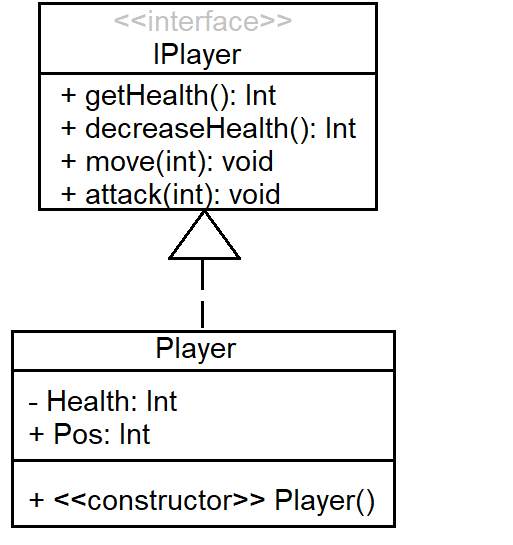 <<interface>>
IPlayer
+ getHealth(): Int
+ decreaseHealth(): Int
+ move(int): void
+ attack(int): void
Player
- Health: Int
+ Pos: Int
+ <<constructor>> Player()